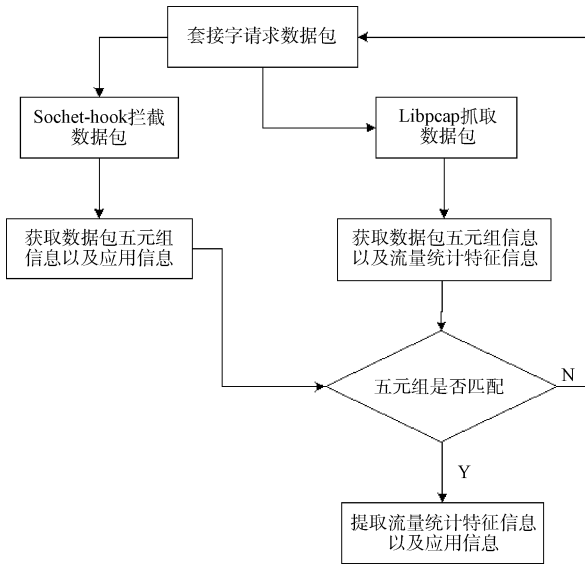 套接字请求数据包
Sochet-hook拦截
数据包
Libpcap抓取
数据包
获取数据包五元组
信息以及应用信息
获取数据包五元组信息
以及流量统计特征信息
五元组是否匹配
N
Y
提取流量统计特征信息
以及应用信息